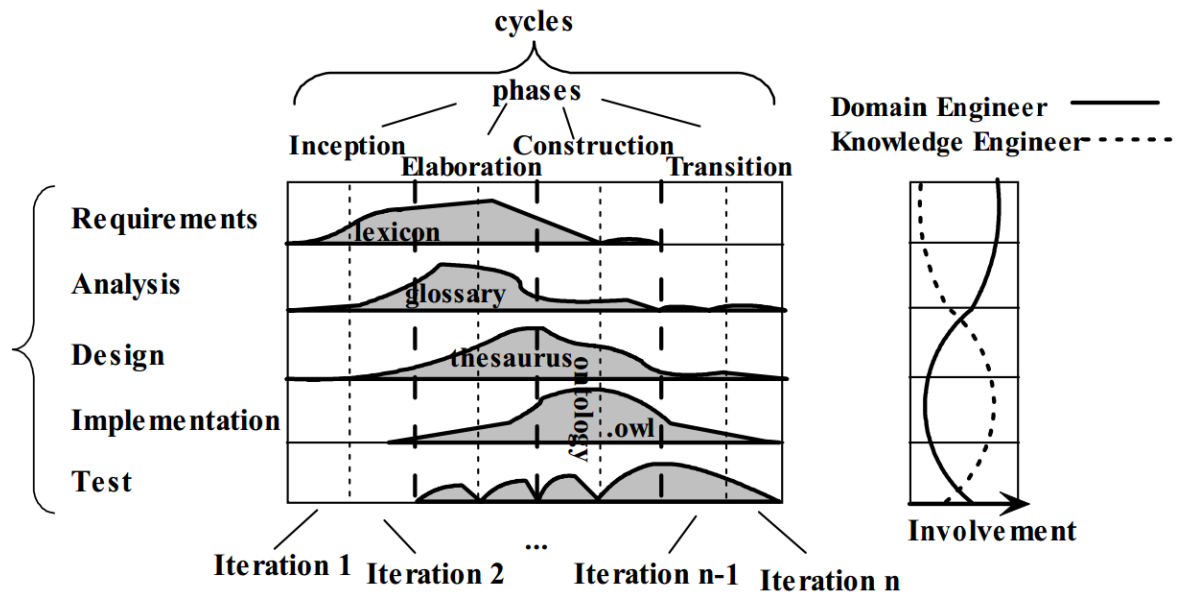 cycles
phases
Inception
Elaboration
Construction
Transition
Domain Engineer
Knowledge Engineer
Requirements
lexicon
Analysis
glossary
Design
thesaurus
ontology
Implementation
.owl
Test
Involvement
Iteration 1
Iteration 2
...
Iteration n-1
Iteration n